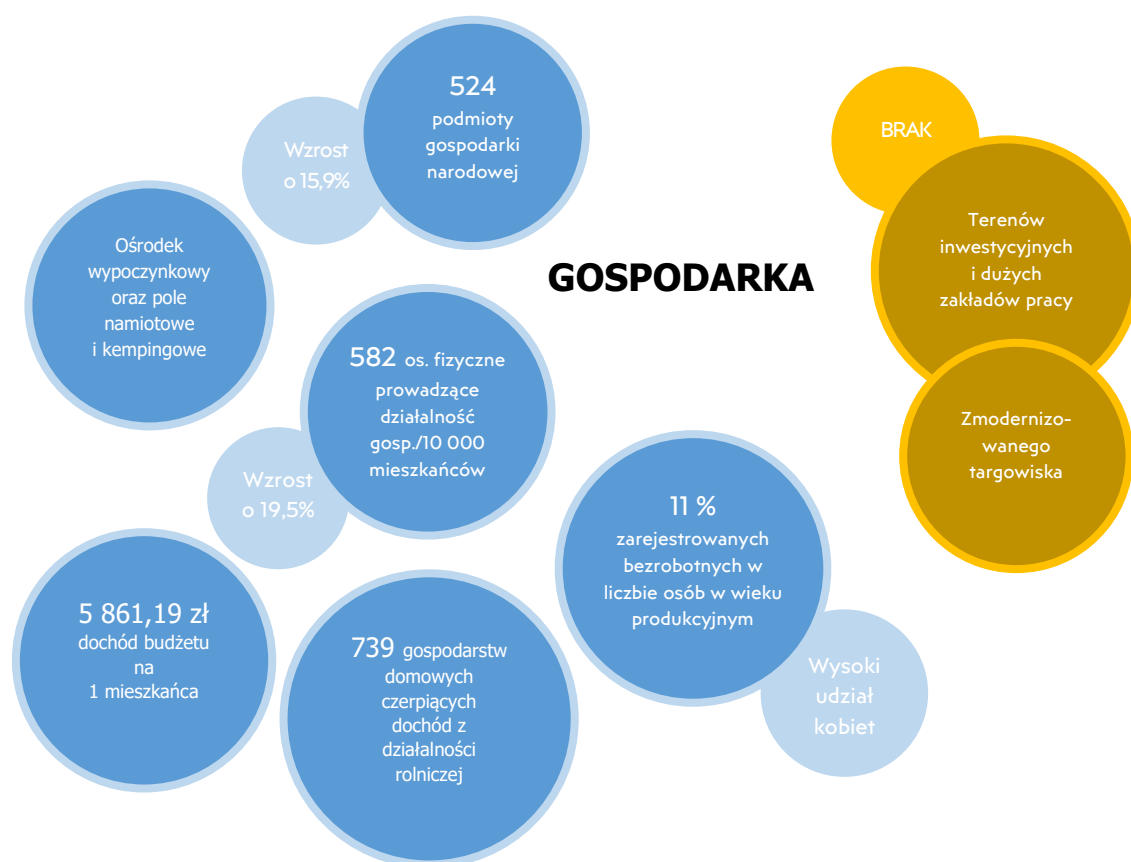 524
podmioty
gospodarki
narodowej
Wzrost
o 15,9%
BRAK
Terenów
inwestycyjnych
i dużych
zakładów pracy
Ośrodek
wypoczynkowy
oraz pole
namiotowe
i kempingowe
GOSPODARKA
582 os. fizyczne
prowadzące
działalność
gosp./10 000
mieszkańców
Zmodernizo-
wanego
targowiska
Wzrost
o 19,5%
11 %
zarejestrowanych
bezrobotnych w
liczbie osób w wieku
produkcyjnym
5 861,19 zł
dochód budżetu
na
1 mieszkańca
739 gospodarstw
domowych
czerpiących
dochód z
działalności
rolniczej
Wysoki
udział
kobiet